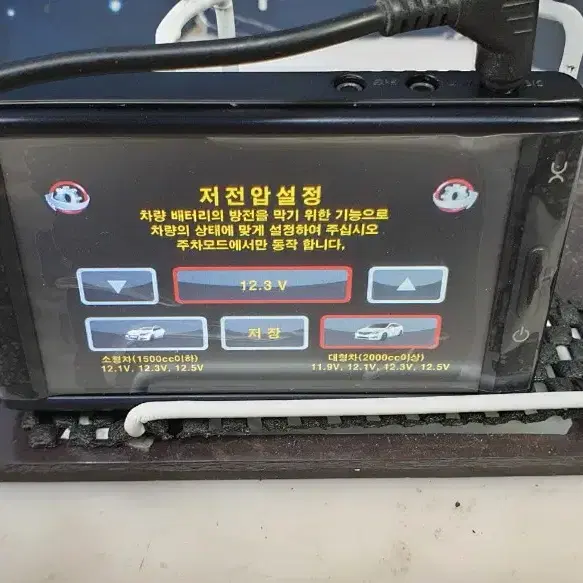 저전압설정
차량 배터리의 방전을 막기 위한 기능으로
차량의 상태에 맞게 설정하여 주십시오
주차모드에서만 동작 합니다.
12.3 V
저 장
소형차(1500cc이하)
12.1V, 12.3V, 12.5V
대형차(2000cc이상)
11.9V, 12.1V, 12.3V, 12.5V